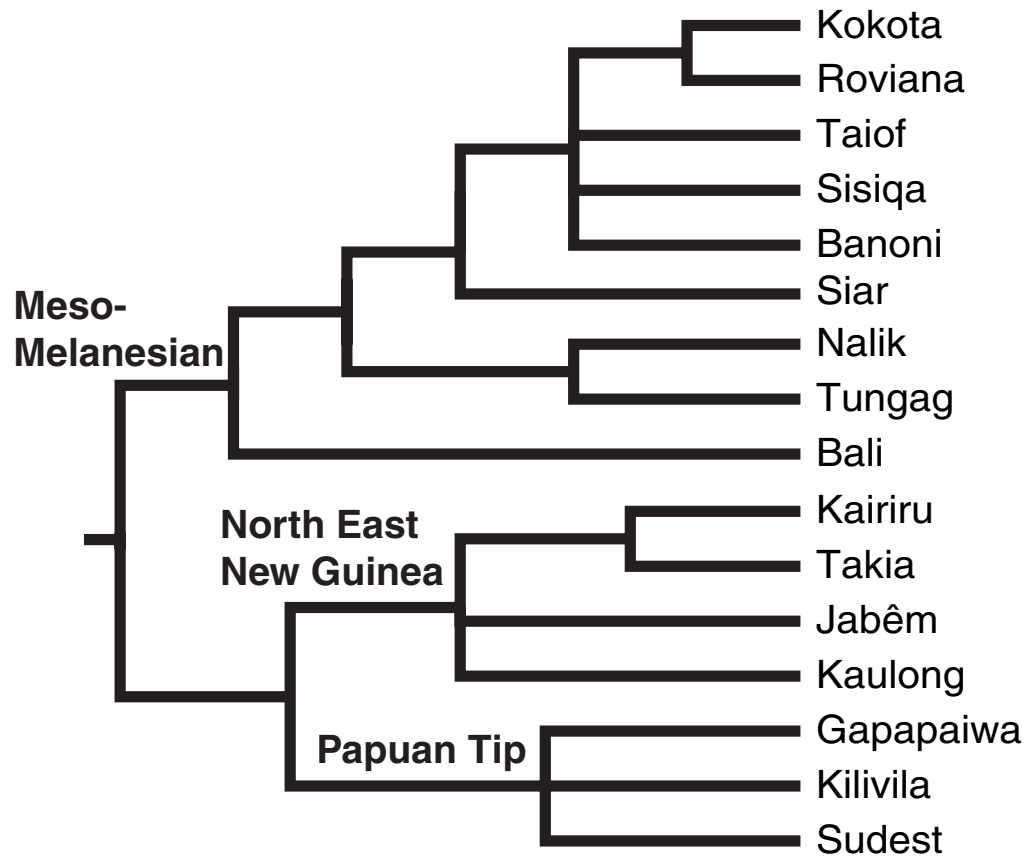 Kokota
Roviana
Taiof
Sisiqa
Banoni
Siar
Meso-
Melanesian
Nalik
Tungag
Bali
North East
New Guinea
Kairiru
Takia
Jabêm
Kaulong
Papuan Tip
Gapapaiwa
Kilivila
Sudest